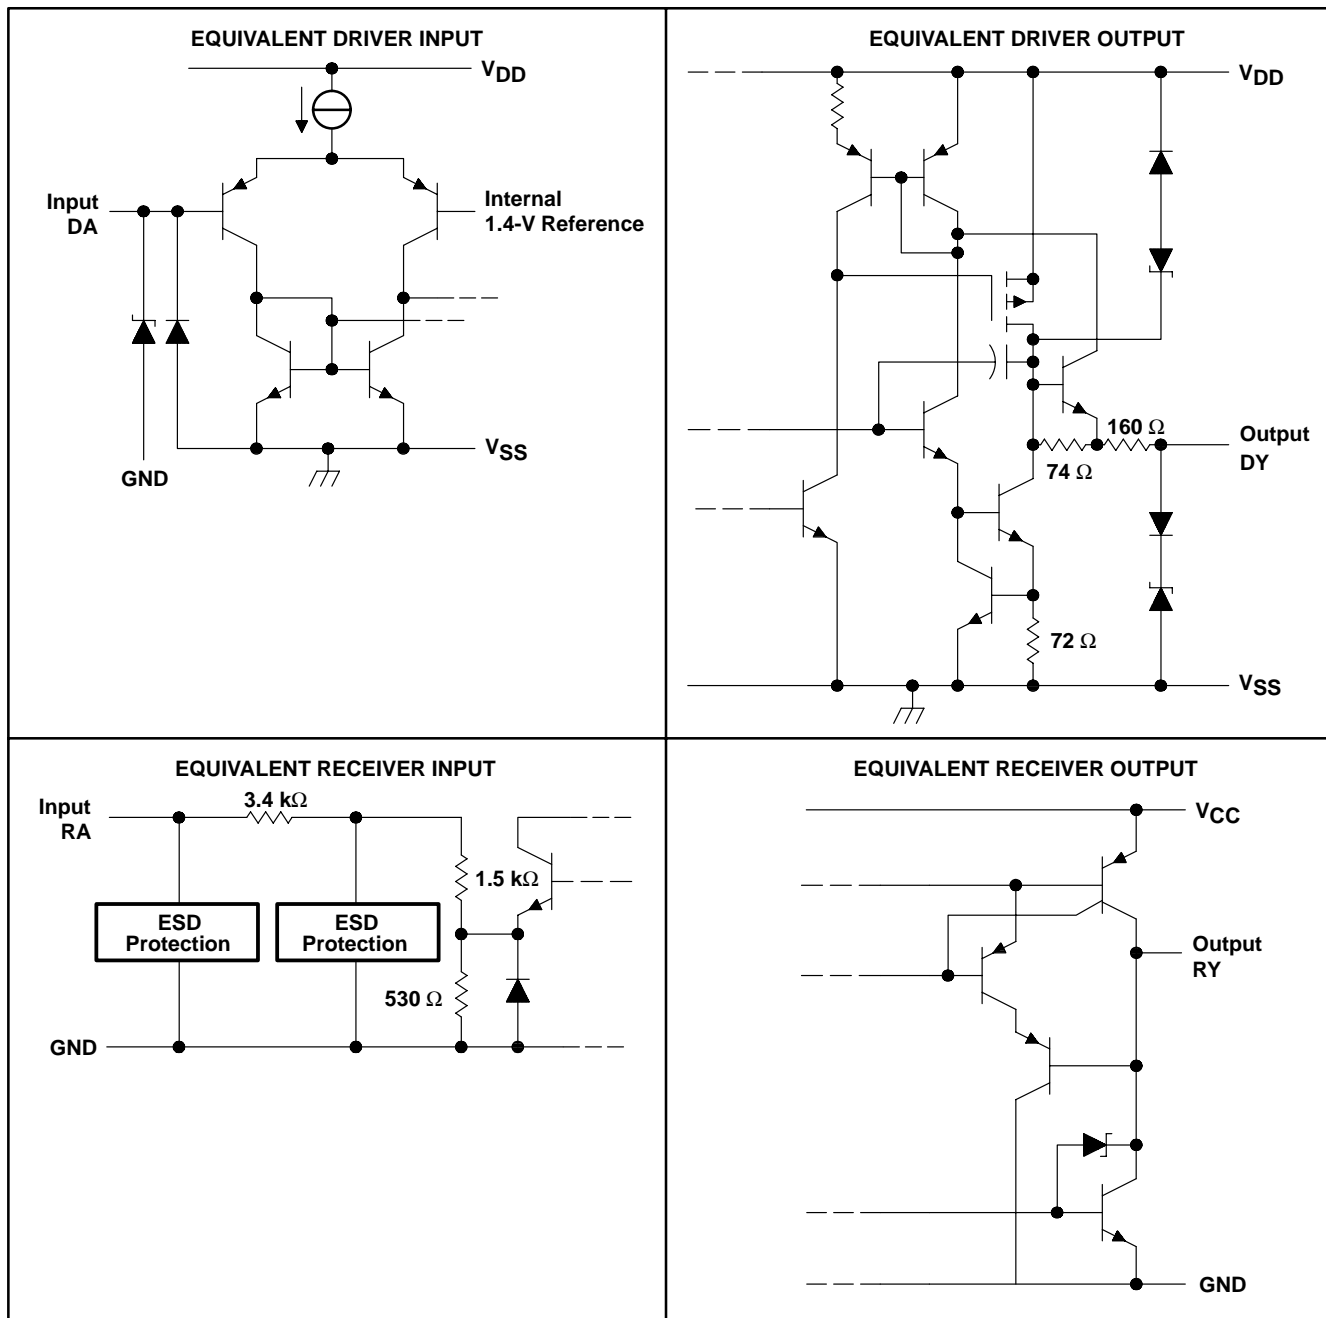 EQUIVALENT DRIVER INPUT
VDD
Input
DA
Internal
1.4-V Reference
VSS
GND
EQUIVALENT DRIVER OUTPUT
VDD
160 Ω
Output
DY
74 Ω
72 Ω
VSS
EQUIVALENT RECEIVER INPUT
3.4 kΩ
Input
RA
1.5 kΩ
ESD
Protection
ESD
Protection
530 Ω
GND
EQUIVALENT RECEIVER OUTPUT
VCC
Output
RY
GND